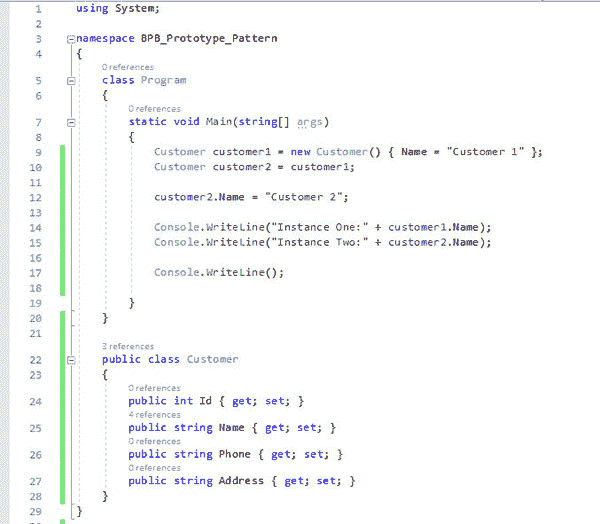 1 using System;
2
3 namespace BPB_Prototype_Pattern
4 {
0 references
5 class Program
6 {
0 references
7 static void Main(string[] args)
8 {
9 Customer customer1 = new Customer() { Name = "Customer 1" };
10 Customer customer2 = customer1;
11
12 customer2.Name = "Customer 2";
13
14 Console.WriteLine("Instance One:" + customer1.Name);
15 Console.WriteLine("Instance Two:" + customer2.Name);
16
17 Console.WriteLine();
18
19 }
20 }
21
3 references
22 public class Customer
23 {
0 references
24 public int Id { get; set; }
4 references
25 public string Name { get; set; }
0 references
26 public string Phone { get; set; }
0 references
27 public string Address { get; set; }
28 }
29 }